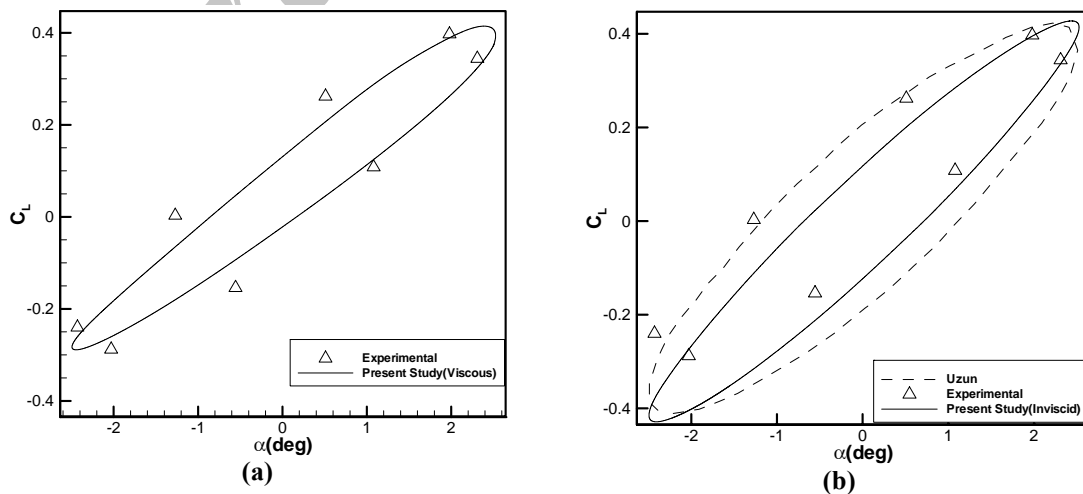 0.4
0.2
0
-0.2
-0.4
C_L
-2
-1
0
1
2
α(deg)
Experimental
Present Study(Viscous)
(a)
0.4
0.2
0
-0.2
-0.4
C_L
-2
-1
0
1
2
α(deg)
Uzun
Experimental
Present Study(Inviscid)
(b)